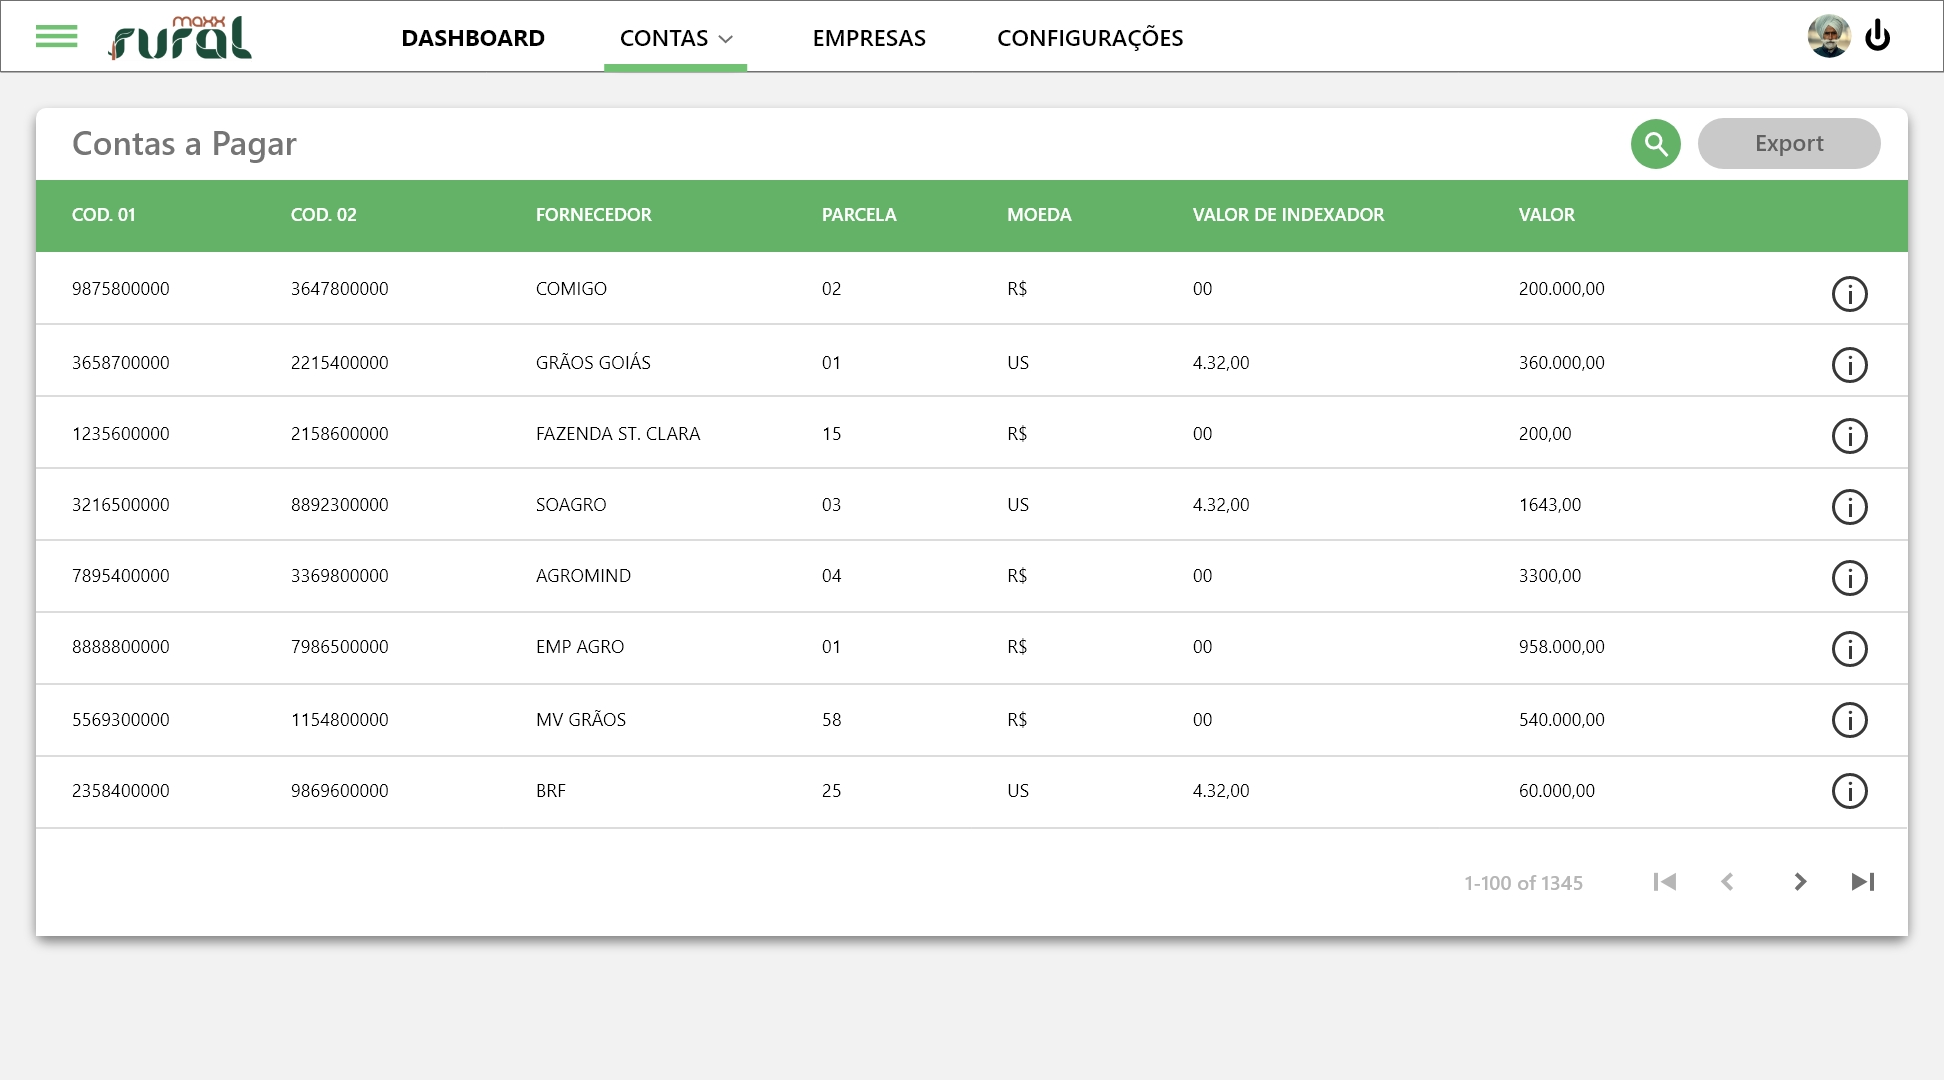 maxx
rural
DASHBOARD CONTAS EMPRESAS CONFIGURAÇÕES
Contas a Pagar Export
COD. 01 COD. 02 FORNECEDOR PARCELA MOEDA VALOR DE INDEXADOR VALOR
9875800000 3647800000 COMIGO 02 R$ 00 200.000,00
3658700000 2215400000 GRÃOS GOIÁS 01 US 4.32,00 360.000,00
1235600000 2158600000 FAZENDA ST. CLARA 15 R$ 00 200,00
3216500000 8892300000 SOAGRO 03 US 4.32,00 1643,00
7895400000 3369800000 AGROMIND 04 R$ 00 3300,00
8888800000 7986500000 EMP AGRO 01 R$ 00 958.000,00
5569300000 1154800000 MV GRÃOS 58 R$ 00 540.000,00
2358400000 9869600000 BRF 25 US 4.32,00 60.000,00
1-100 of 1345